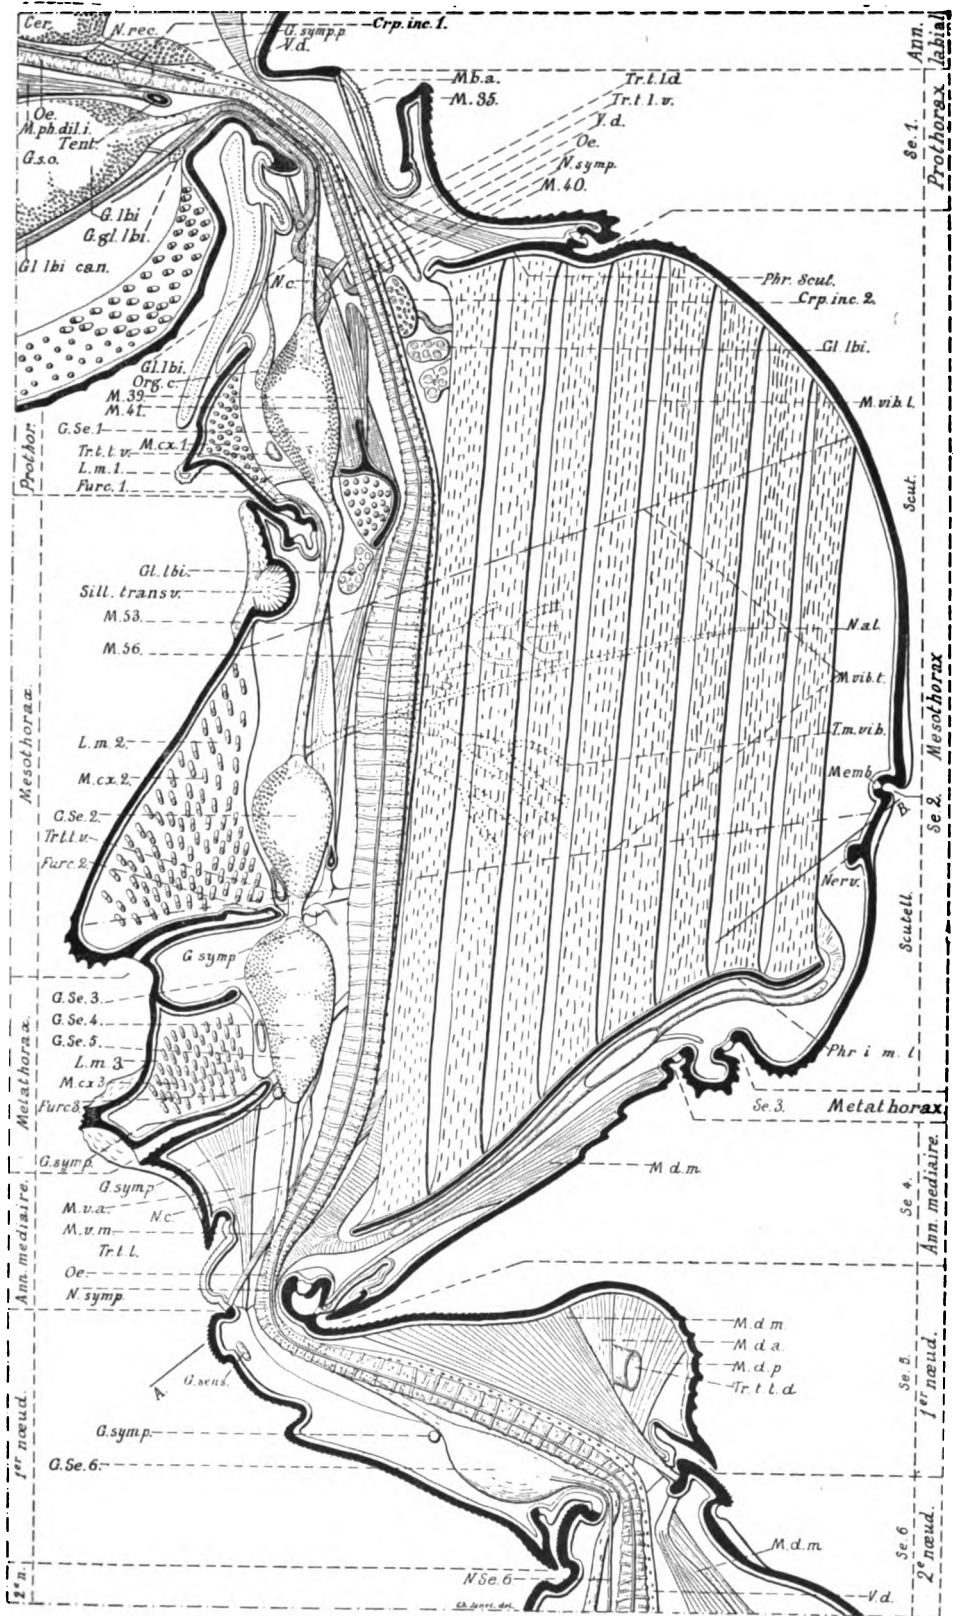 Cer.
N. rec.
G. symp. p.
V. d.
Crp. inc. 1.
Ann. labial
M. b. a.
M. 35.
Tr. t. l. d.
Tr. t. l. v.
V. d.
Oe.
N. symp.
M. 40.
Se. 1.
Prothorax
Oe.
M. ph. dil. i.
Tent.
G. s. o.
G. lbi
G. gl. lbi.
Gl lbi can.
N. c.
Phr. Scut.
Crp. inc. 2.
Gl. lbi.
M. vib. l.
Gl. lbi.
Org. c.
M. 39.
M. 41.
G. Se. 1
M. cx. 1
Tr. t. t. v.
L. m. 1.
Furc. 1.
Prothor.
Scut.
Gl. lbi.
Sill. transv.
M. 53.
M. 56.
N. al.
M. vib. t.
T. m. vib.
Memb.
B
Nerv.
Mesothorax
Se 2.
Mesothorax
L. m. 2.
M. cx. 2.
G. Se. 2.
Tr. t. t. v.
Furc. 2.
G symp
Scutell.
G. Se. 3.
G. Se. 4.
G. Se. 5.
L. m. 3
M. cx 3
Furc 3.
Metathorax.
Phr i m. l
Se. 3.
Metathorax
G. symp.
G. symp
M. v. a.
N. c.
M. v. m.
Tr. t. l.
Oe.
N. symp.
M d. m.
Ann. mediaire.
Se 4.
Ann. mediaire.
M. d. m
M. d a.
M. d. p
Tr. t. t. d
A.
G. sens.
G. symp.
G. Se. 6.
1er nœud.
Se. 5.
1er nœud.
M. d. m
N Se. 6
V. d.
2e n.
Se. 6
2e nœud.
Ch. Janet. del.